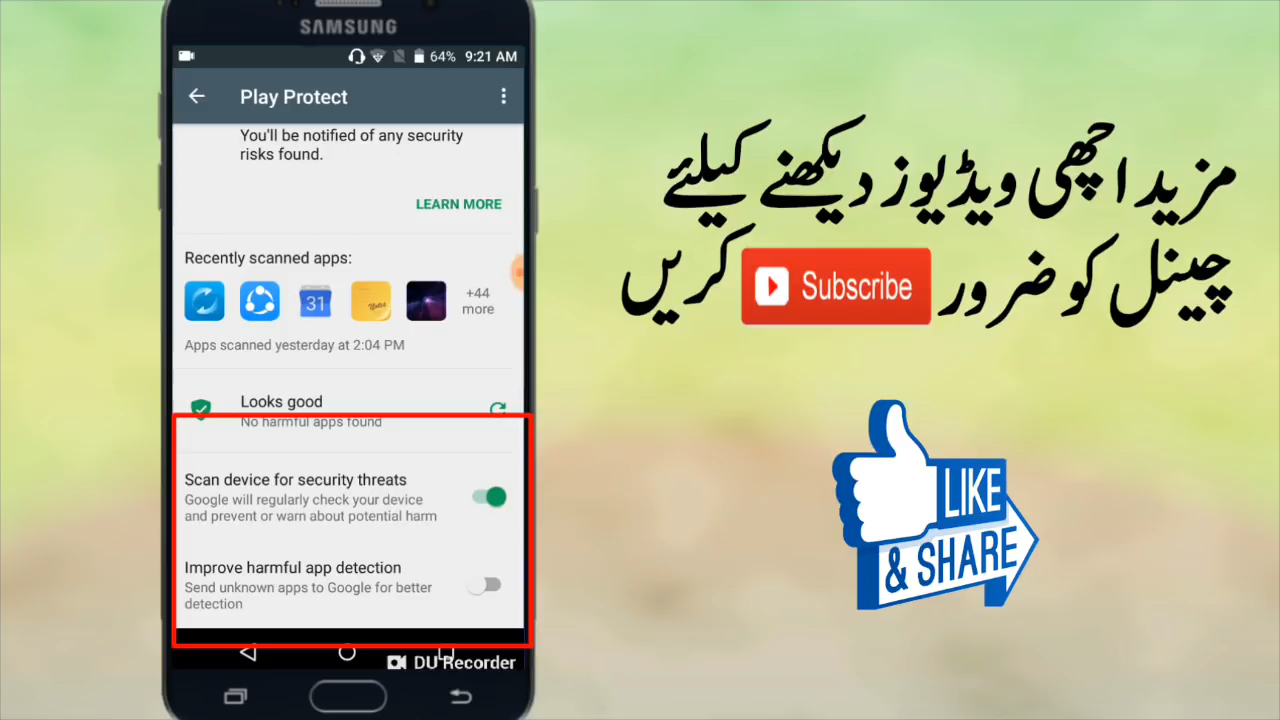 SAMSUNG
64% 9:21 AM
Play Protect
You'll be notified of any security
risks found.
LEARN MORE
Recently scanned apps:
31
Notes
+44
more
Apps scanned yesterday at 2:04 PM
Looks good
No harmful apps found
Scan device for security threats
Google will regularly check your device
and prevent or warn about potential harm
Improve harmful app detection
Send unknown apps to Google for better
detection
DU Recorder
مزید اچھی ویڈیوز دیکھنے کیلئے
چینل کو ضرور Subscribe کریں
LIKE
& SHARE